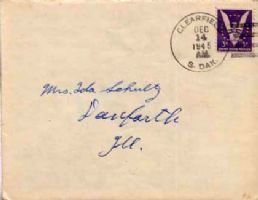 CLEARFIELD
DEC
14
1945
AM
S. DAK.
Mrs. Ida Schultz
Danforth
Ill.